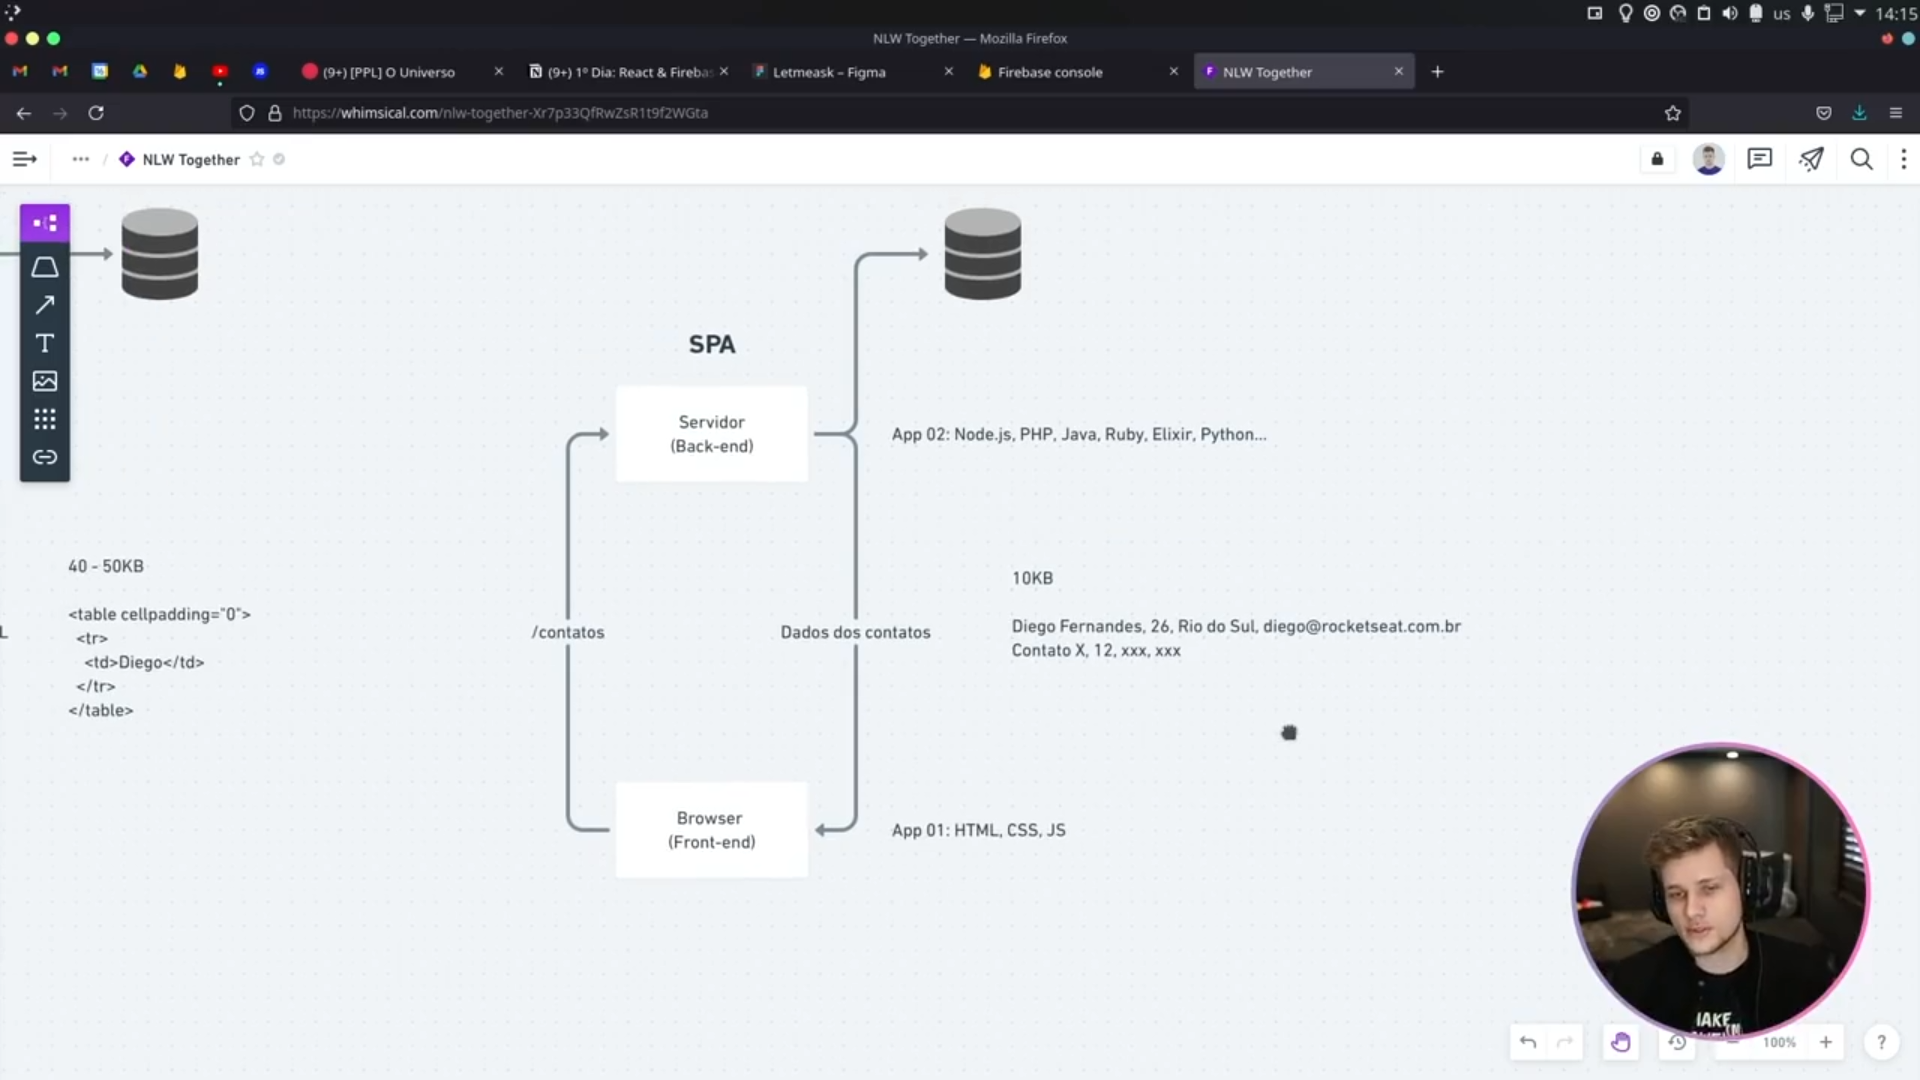 us
14:15
NLW Together — Mozilla Firefox
(9+) [PPL] O Universo
(9+) 1º Dia: React & Firebas
Letmeask – Figma
Firebase console
NLW Together
https://whimsical.com/nlw-together-Xr7p33QfRwZsR1t9f2WGta
... / NLW Together
SPA
Servidor
(Back-end)
App 02: Node.js, PHP, Java, Ruby, Elixir, Python...
40 - 50KB
<table cellpadding="0">
<tr>
<td>Diego</td>
</tr>
</table>
L
/contatos
Dados dos contatos
10KB
Diego Fernandes, 26, Rio do Sul, diego@rocketseat.com.br
Contato X, 12, xxx, xxx
Browser
(Front-end)
App 01: HTML, CSS, JS
100%
?